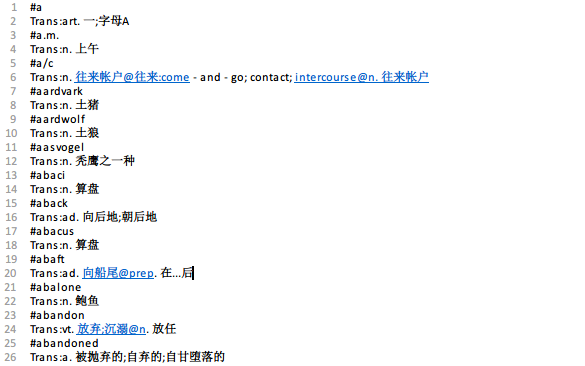 1 #a
2 Trans:art. 一;字母A
3 #a.m.
4 Trans:n. 上午
5 #a/c
6 Trans:n. 往来帐户@往来:come - and - go; contact; intercourse@n. 往来帐户
7 #aardvark
8 Trans:n. 土猪
9 #aardwolf
10 Trans:n. 土狼
11 #aasvogel
12 Trans:n. 秃鹰之一种
13 #abaci
14 Trans:n. 算盘
15 #aback
16 Trans:ad. 向后地;朝后地
17 #abacus
18 Trans:n. 算盘
19 #abaft
20 Trans:ad. 向船尾@prep. 在...后
21 #abalone
22 Trans:n. 鲍鱼
23 #abandon
24 Trans:vt. 放弃;沉溺@n. 放任
25 #abandoned
26 Trans:a. 被抛弃的;自弃的;自甘堕落的